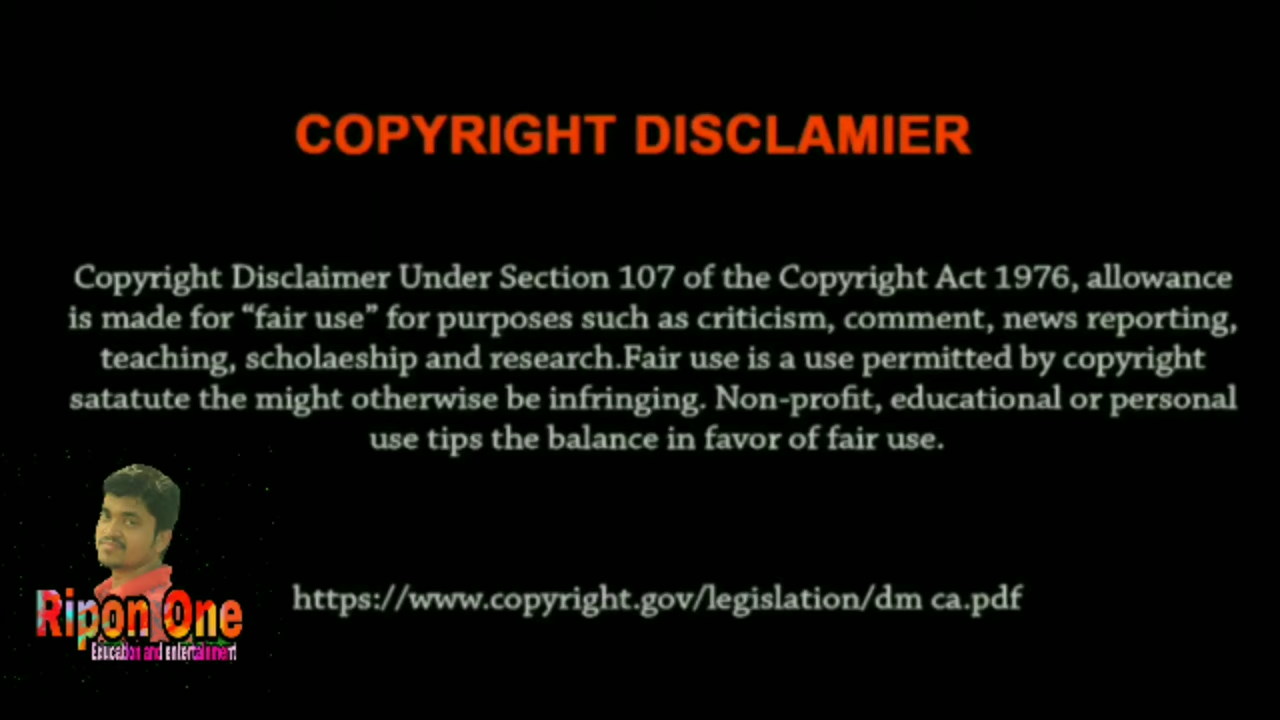 COPYRIGHT DISCLAMIER
Copyright Disclaimer Under Section 107 of the Copyright Act 1976, allowance
is made for “fair use” for purposes such as criticism, comment, news reporting,
teaching, scholaeship and research.Fair use is a use permitted by copyright
satatute the might otherwise be infringing. Non-profit, educational or personal
use tips the balance in favor of fair use.
https://www.copyright.gov/legislation/dm ca.pdf
Ripon One
Education and entertainment